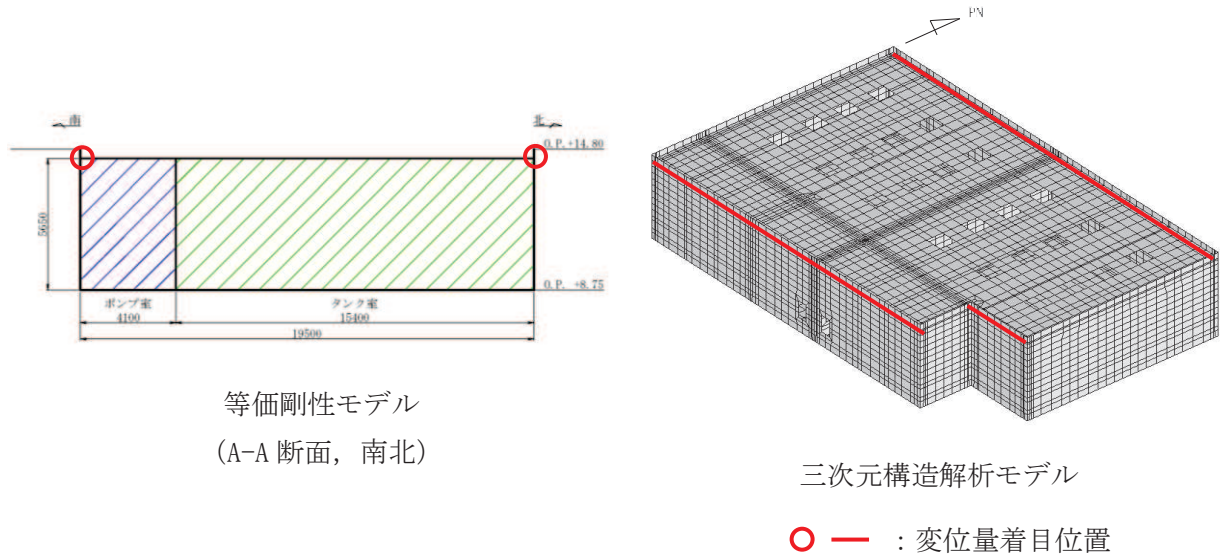 PN
南
北
O.P.+14.80
5650
O.P. +8.75
ポンプ室
タンク室
4100
15400
19500
等価剛性モデル
(A-A 断面，南北)
三次元構造解析モデル
：変位量着目位置